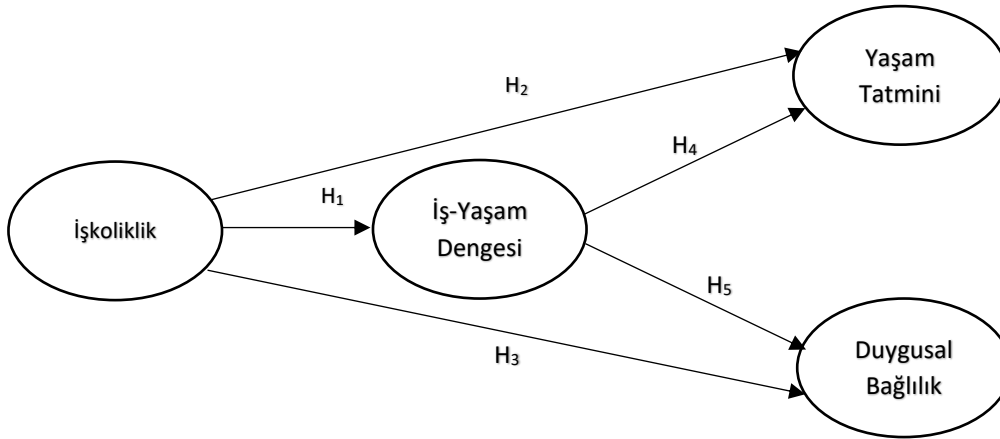 Yaşam
Tatmini
H₂
H₄
H₁
İşkoliklik
İş-Yaşam
Dengesi
H₅
H₃
Duygusal
Bağlılık